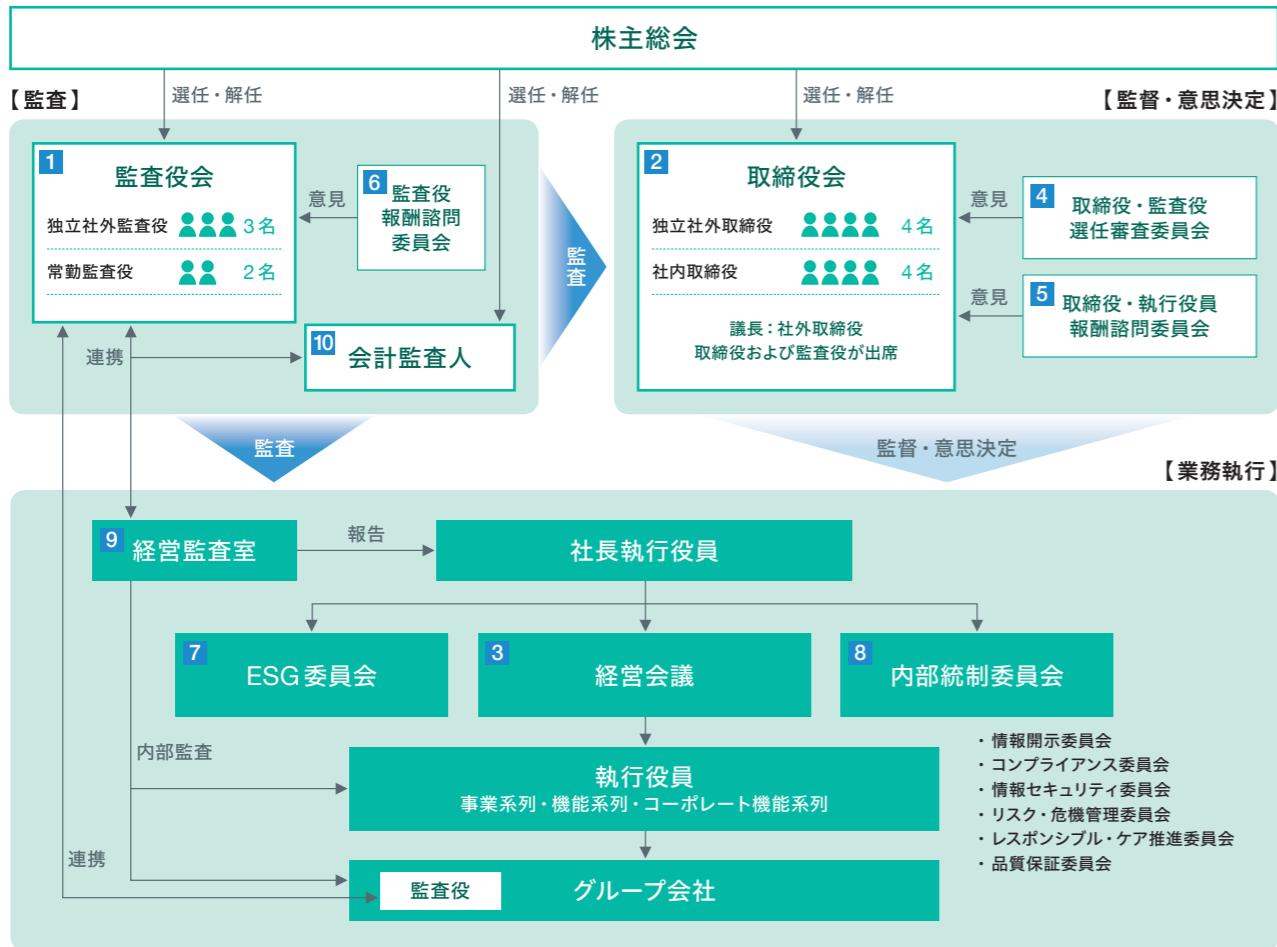 株主総会
選任・解任
選任・解任
選任・解任
【監査】
【監督・意思決定】
1
監査役会
独立社外監査役 3名
常勤監査役 2名
意見
6
監査役
報酬諮問
委員会
連携
10
会計監査人
監査
2
取締役会
独立社外取締役 4名
社内取締役 4名
議長:社外取締役
取締役および監査役が出席
意見
4
取締役・監査役
選任審査委員会
意見
5
取締役・執行役員
報酬諮問委員会
監査
監督・意思決定
【業務執行】
9
経営監査室
報告
社長執行役員
7
ESG委員会
3
経営会議
8
内部統制委員会
・情報開示委員会
・コンプライアンス委員会
・情報セキュリティ委員会
・リスク・危機管理委員会
・レスポンシブル・ケア推進委員会
・品質保証委員会
内部監査
執行役員
事業系列・機能系列・コーポレート機能系列
連携
監査役
グループ会社